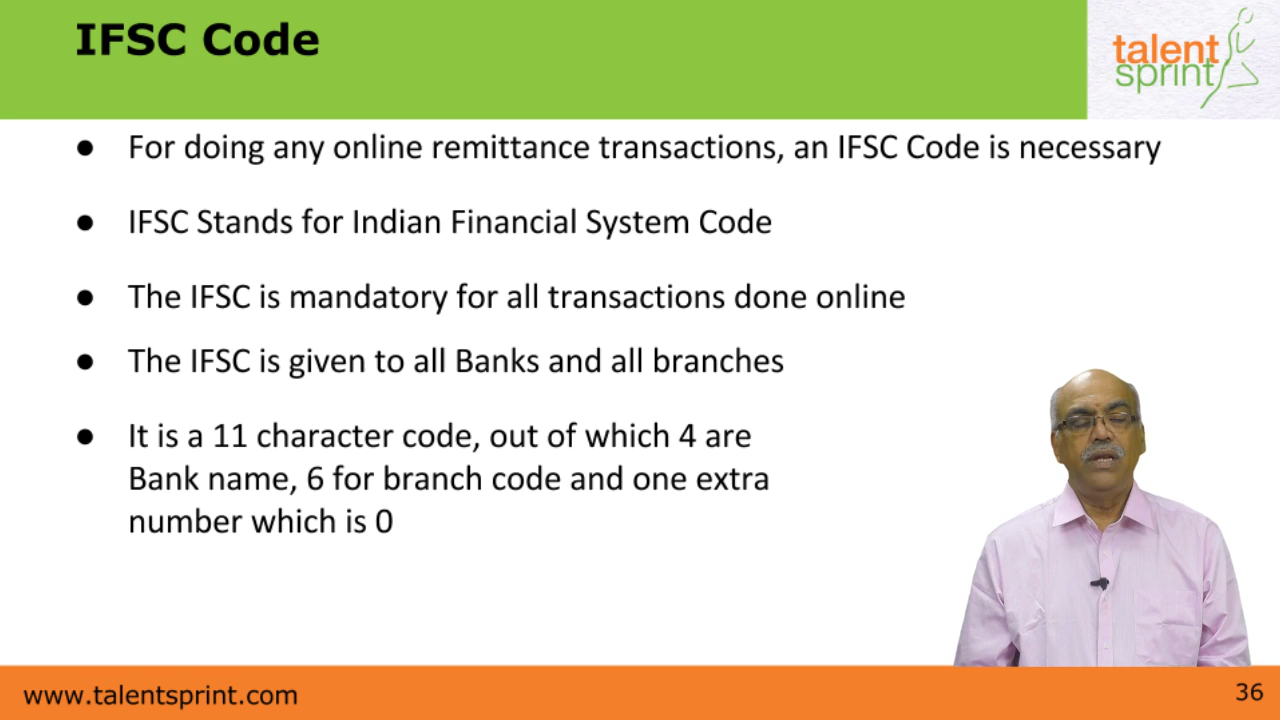 IFSC Code
talent
sprint
● For doing any online remittance transactions, an IFSC Code is necessary
● IFSC Stands for Indian Financial System Code
● The IFSC is mandatory for all transactions done online
● The IFSC is given to all Banks and all branches
● It is a 11 character code, out of which 4 are
Bank name, 6 for branch code and one extra
number which is 0
www.talentsprint.com
36